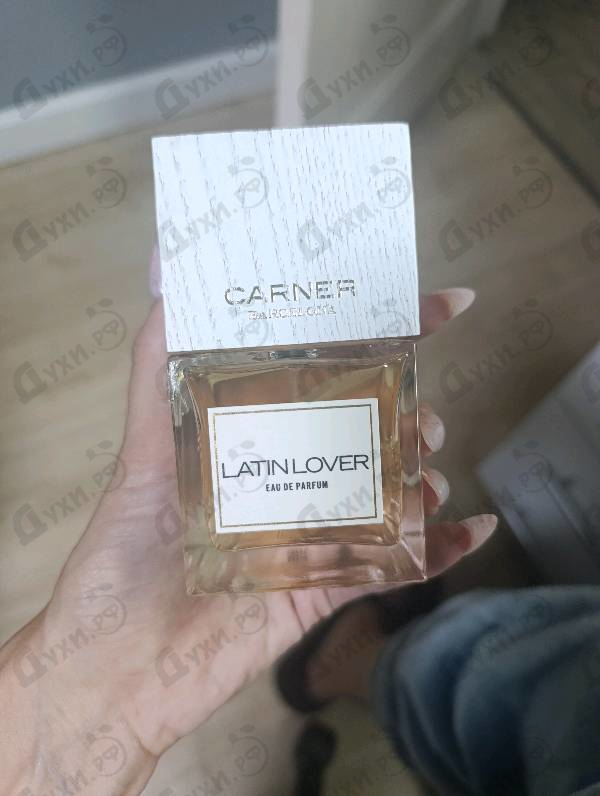 CARNER
BARCELONA
LATIN LOVER
EAU DE PARFUM
Духи.РФ